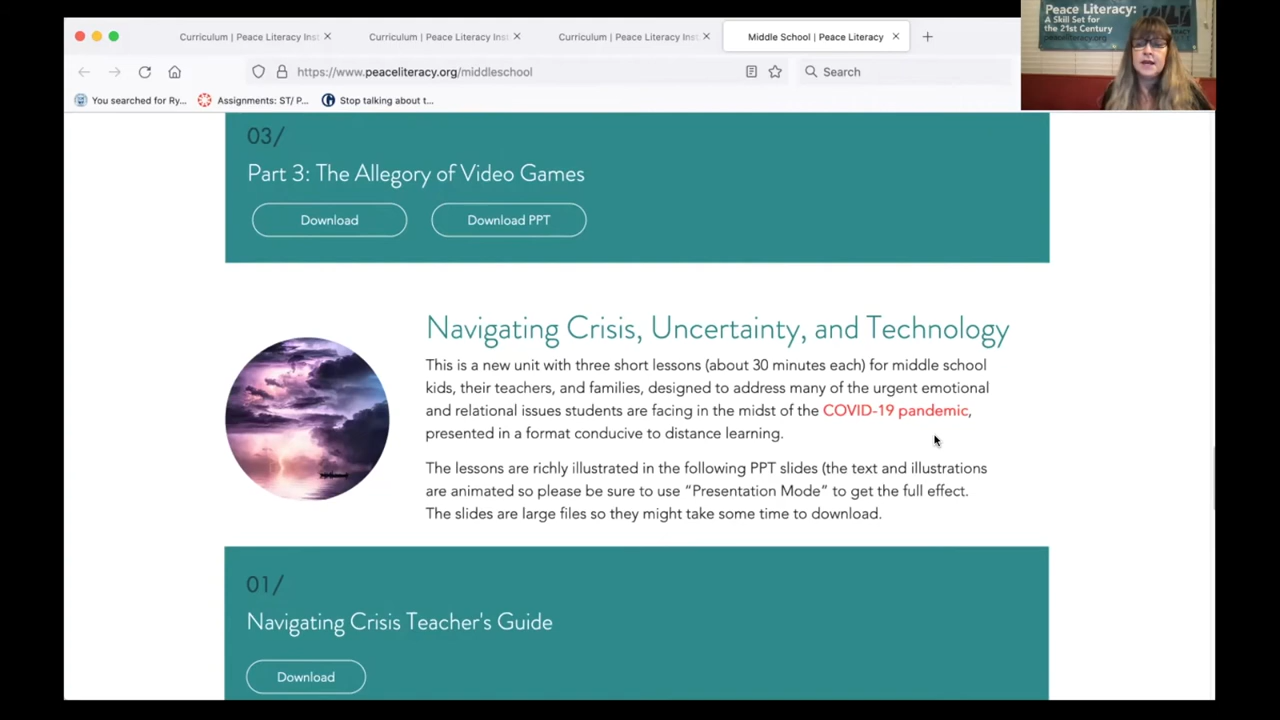 Peace Literacy:
A Skill Set for
the 21st Century
peaceliteracy.org
Curriculum | Peace Literacy Inst
Curriculum | Peace Literacy Inst
Curriculum | Peace Literacy Inst
Middle School | Peace Literacy
https://www.peaceliteracy.org/middleschool
Search
You searched for Ry...
Assignments: ST/ P...
Stop talking about t...
03/
Part 3: The Allegory of Video Games
Download
Download PPT
Navigating Crisis, Uncertainty, and Technology
This is a new unit with three short lessons (about 30 minutes each) for middle school
kids, their teachers, and families, designed to address many of the urgent emotional
and relational issues students are facing in the midst of the COVID-19 pandemic,
presented in a format conducive to distance learning.
The lessons are richly illustrated in the following PPT slides (the text and illustrations
are animated so please be sure to use “Presentation Mode” to get the full effect.
The slides are large files so they might take some time to download.
01/
Navigating Crisis Teacher's Guide
Download